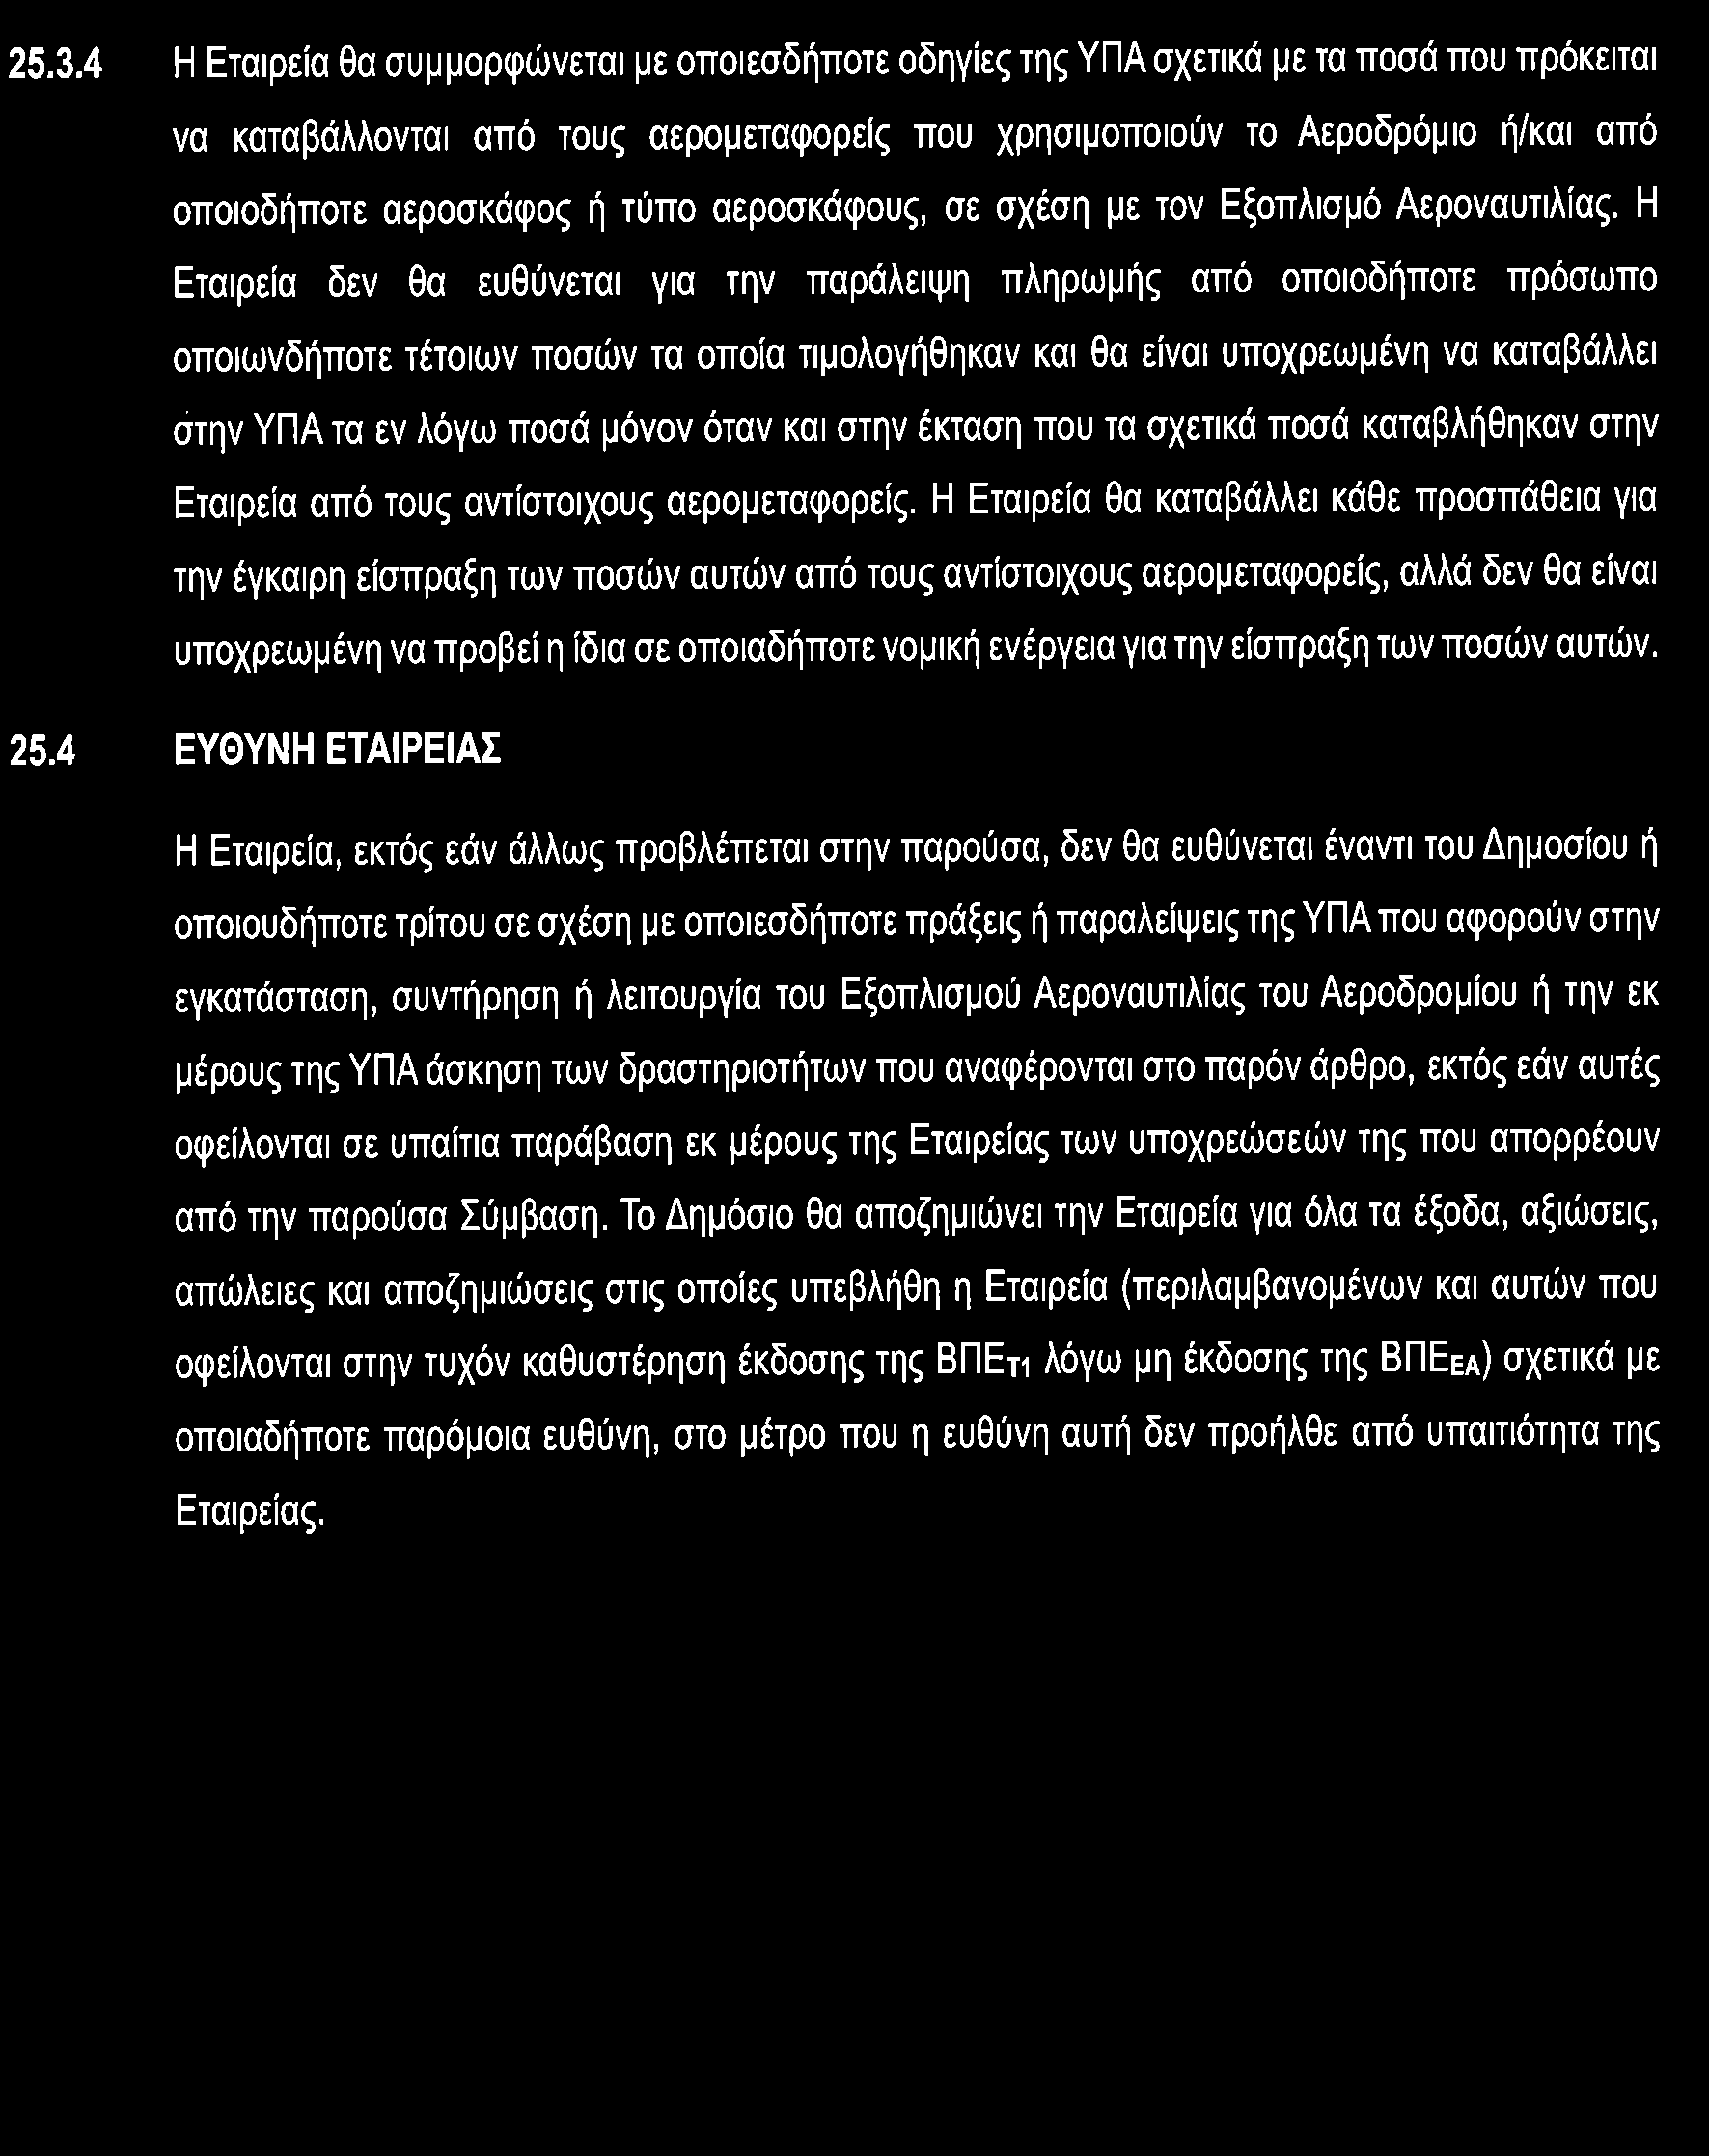 25.3.4 Η Εταιρεία θα συμμορφώνεται με οποιεσδήποτε οδηγίες της ΥΠΑ σχετικά με τα ποσά που πρόκειται
να καταβάλλονται από τους αερομεταφορείς που χρησιμοποιούν το Αεροδρόμιο ή/και από
οποιοδήποτε αεροσκάφος ή τύπο αεροσκάφους, σε σχέση με τον Εξοπλισμό Αεροναυτιλίας. Η
Εταιρεία δεν θα ευθύνεται για την παράλειψη πληρωμής από οποιοδήποτε πρόσωπο
οποιωνδήποτε τέτοιων ποσών τα οποία τιμολογήθηκαν και θα είναι υποχρεωμένη να καταβάλλει
στην ΥΠΑ τα εν λόγω ποσά μόνον όταν και στην έκταση που τα σχετικά ποσά καταβλήθηκαν στην
Εταιρεία από τους αντίστοιχους αερομεταφορείς. Η Εταιρεία θα καταβάλλει κάθε προσπάθεια για
την έγκαιρη είσπραξη των ποσών αυτών από τους αντίστοιχους αερομεταφορείς, αλλά δεν θα είναι
υποχρεωμένη να προβεί η ίδια σε οποιαδήποτε νομική ενέργεια για την είσπραξη των ποσών αυτών.
25.4 ΕΥΘΥΝΗ ΕΤΑΙΡΕΙΑΣ
Η Εταιρεία, εκτός εάν άλλως προβλέπεται στην παρούσα, δεν θα ευθύνεται έναντι του Δημοσίου ή
οποιουδήποτε τρίτου σε σχέση με οποιεσδήποτε πράξεις ή παραλείψεις της ΥΠΑ που αφορούν στην
εγκατάσταση, συντήρηση ή λειτουργία του Εξοπλισμού Αεροναυτιλίας του Αεροδρομίου ή την εκ
μέρους της ΥΠΑ άσκηση των δραστηριοτήτων που αναφέρονται στο παρόν άρθρο, εκτός εάν αυτές
οφείλονται σε υπαίτια παράβαση εκ μέρους της Εταιρείας των υποχρεώσεών της που απορρέουν
από την παρούσα Σύμβαση. Το Δημόσιο θα αποζημιώνει την Εταιρεία για όλα τα έξοδα, αξιώσεις,
απώλειες και αποζημιώσεις στις οποίες υπεβλήθη η Εταιρεία (περιλαμβανομένων και αυτών που
οφείλονται στην τυχόν καθυστέρηση έκδοσης της ΒΠΕΤ1 λόγω μη έκδοσης της ΒΠΕΕΑ) σχετικά με
οποιαδήποτε παρόμοια ευθύνη, στο μέτρο που η ευθύνη αυτή δεν προήλθε από υπαιτιότητα της
Εταιρείας.